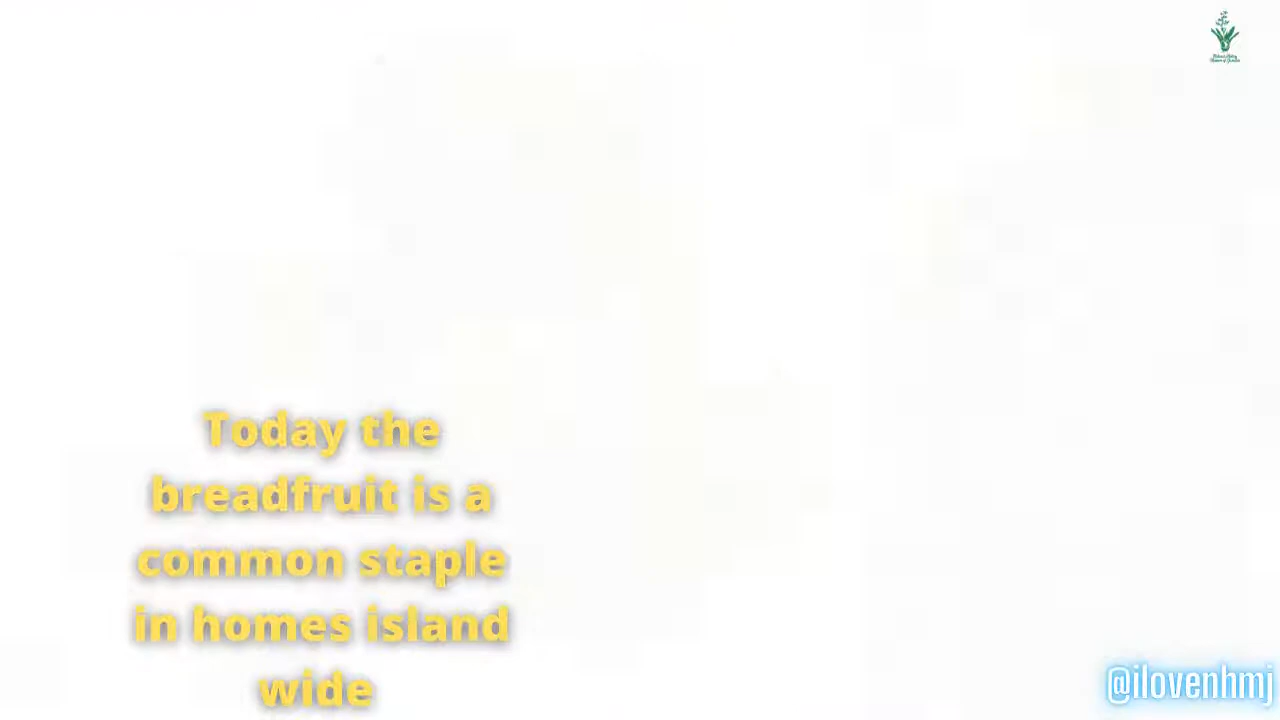 Today the
breadfruit is a
common staple
in homes island
wide
@ilovenhmj